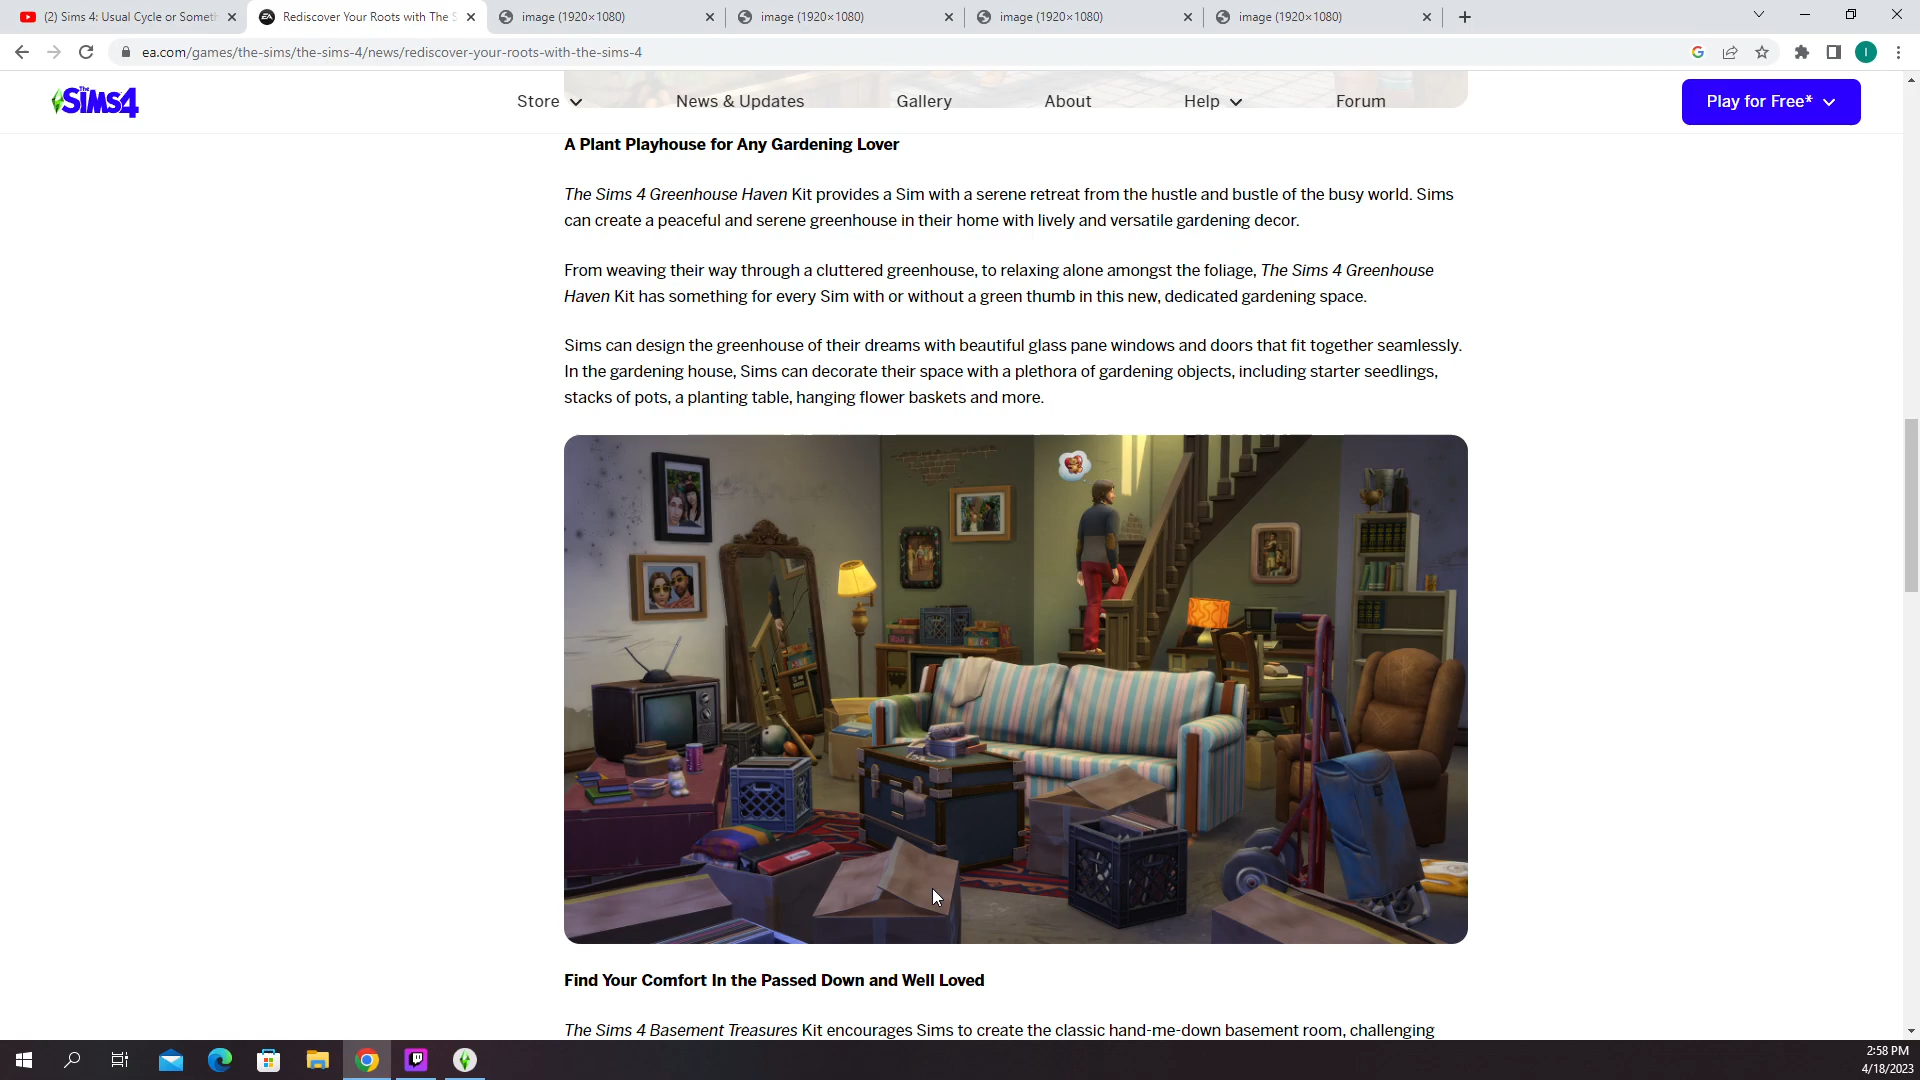 (2) Sims 4: Usual Cycle or Somet
Rediscover Your Roots with The S
image (1920×1080)
image (1920×1080)
image (1920×1080)
image (1920×1080)
ea.com/games/the-sims/the-sims-4/news/rediscover-your-roots-with-the-sims-4
The SIMS4
Store
News & Updates
Gallery
About
Help
Forum
Play for Free*
A Plant Playhouse for Any Gardening Lover
The Sims 4 Greenhouse Haven Kit provides a Sim with a serene retreat from the hustle and bustle of the busy world. Sims
can create a peaceful and serene greenhouse in their home with lively and versatile gardening decor.
From weaving their way through a cluttered greenhouse, to relaxing alone amongst the foliage, The Sims 4 Greenhouse
Haven Kit has something for every Sim with or without a green thumb in this new, dedicated gardening space.
Sims can design the greenhouse of their dreams with beautiful glass pane windows and doors that fit together seamlessly.
In the gardening house, Sims can decorate their space with a plethora of gardening objects, including starter seedlings,
stacks of pots, a planting table, hanging flower baskets and more.
Find Your Comfort In the Passed Down and Well Loved
The Sims 4 Basement Treasures Kit encourages Sims to create the classic hand-me-down basement room, challenging
2:58 PM
4/18/2023